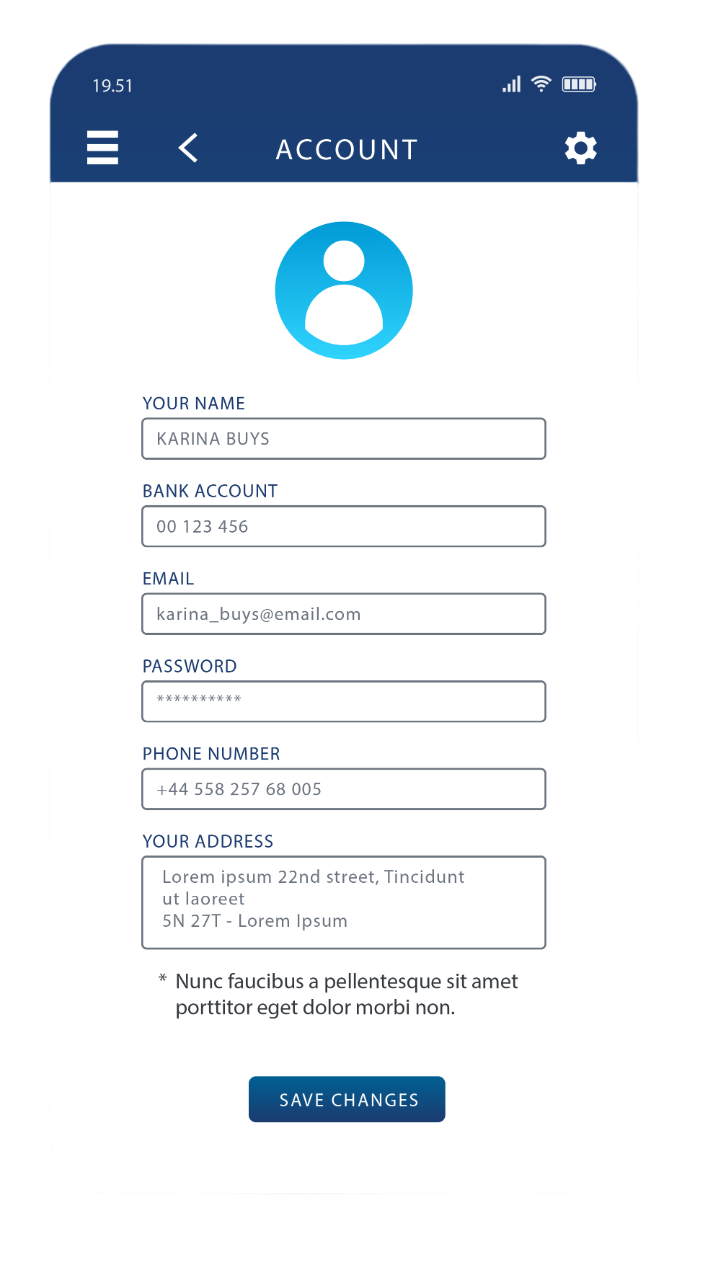 19.51
ACCOUNT
YOUR NAME
KARINA BUYS
BANK ACCOUNT
00 123 456
EMAIL
karina_buys@email.com
PASSWORD
**********
PHONE NUMBER
+44 558 257 68 005
YOUR ADDRESS
Lorem ipsum 22nd street, Tincidunt
ut laoreet
5N 27T - Lorem Ipsum
* Nunc faucibus a pellentesque sit amet
porttitor eget dolor morbi non.
SAVE CHANGES